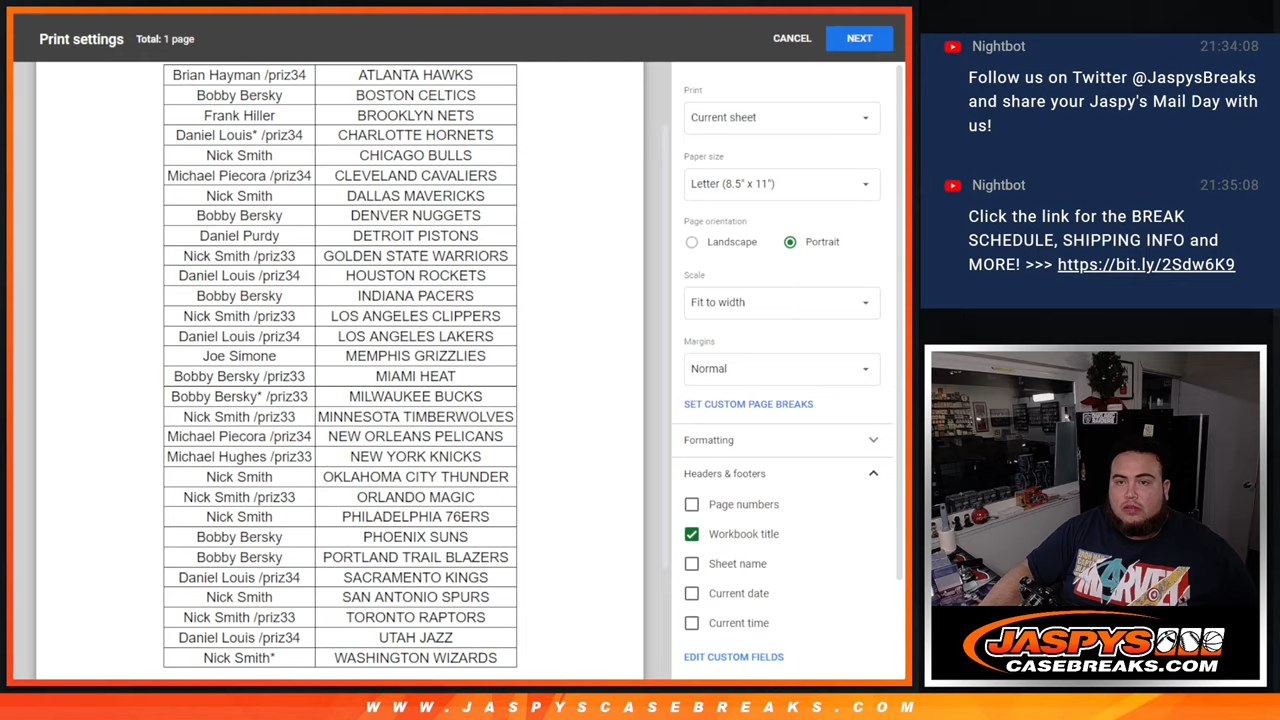 Print settings Total: 1 page CANCEL NEXT
Brian Hayman /priz34 ATLANTA HAWKS
Bobby Bersky BOSTON CELTICS
Frank Hiller BROOKLYN NETS
Daniel Louis* /priz34 CHARLOTTE HORNETS
Nick Smith CHICAGO BULLS
Michael Piecora /priz34 CLEVELAND CAVALIERS
Nick Smith DALLAS MAVERICKS
Bobby Bersky DENVER NUGGETS
Daniel Purdy DETROIT PISTONS
Nick Smith /priz33 GOLDEN STATE WARRIORS
Daniel Louis /priz34 HOUSTON ROCKETS
Bobby Bersky INDIANA PACERS
Nick Smith /priz33 LOS ANGELES CLIPPERS
Daniel Louis /priz34 LOS ANGELES LAKERS
Joe Simone MEMPHIS GRIZZLIES
Bobby Bersky /priz33 MIAMI HEAT
Bobby Bersky* /priz33 MILWAUKEE BUCKS
Nick Smith /priz33 MINNESOTA TIMBERWOLVES
Michael Piecora /priz34 NEW ORLEANS PELICANS
Michael Hughes /priz33 NEW YORK KNICKS
Nick Smith OKLAHOMA CITY THUNDER
Nick Smith /priz33 ORLANDO MAGIC
Nick Smith PHILADELPHIA 76ERS
Bobby Bersky PHOENIX SUNS
Bobby Bersky PORTLAND TRAIL BLAZERS
Daniel Louis /priz34 SACRAMENTO KINGS
Nick Smith SAN ANTONIO SPURS
Nick Smith /priz33 TORONTO RAPTORS
Daniel Louis /priz34 UTAH JAZZ
Nick Smith* WASHINGTON WIZARDS
Print
Current sheet
Paper size
Letter (8.5" x 11")
Page orientation
Landscape Portrait
Scale
Fit to width
Margins
Normal
SET CUSTOM PAGE BREAKS
Formatting
Headers & footers
Page numbers
Workbook title
Sheet name
Current date
Current time
EDIT CUSTOM FIELDS
Nightbot 21:34:08
Follow us on Twitter @JaspysBreaks
and share your Jaspy's Mail Day with
us!
Nightbot 21:35:08
Click the link for the BREAK
SCHEDULE, SHIPPING INFO and
MORE! >>> https://bit.ly/2Sdw6K9
MARVEL
JASPYS
CASEBREAKS.COM
WWW.JASPYSCASEBREAKS.COM